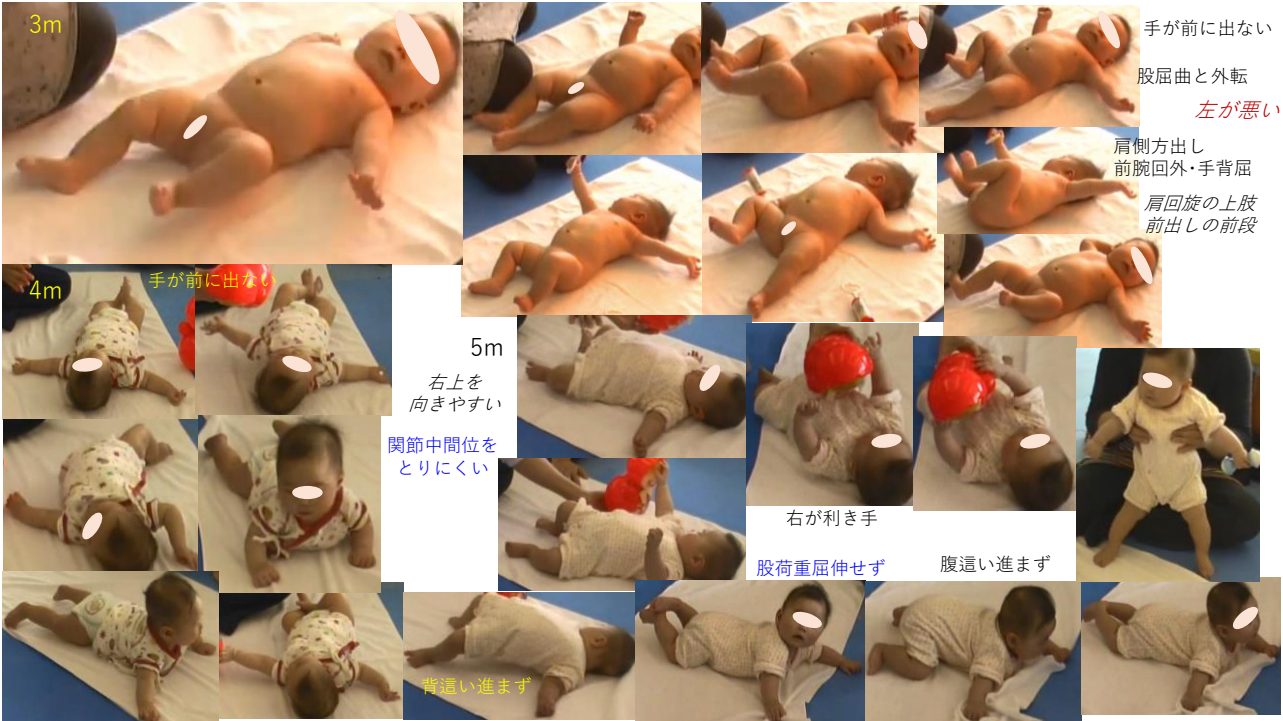 3m
手が前に出ない
股屈曲と外転
左が悪い
肩側方出し
前腕回外･手背屈
肩回旋の上肢
前出しの前段
4m
手が前に出ない
5m
右上を
向きやすい
関節中間位を
とりにくい
右が利き手
股荷重屈伸せず
腹這い進まず
背這い進まず